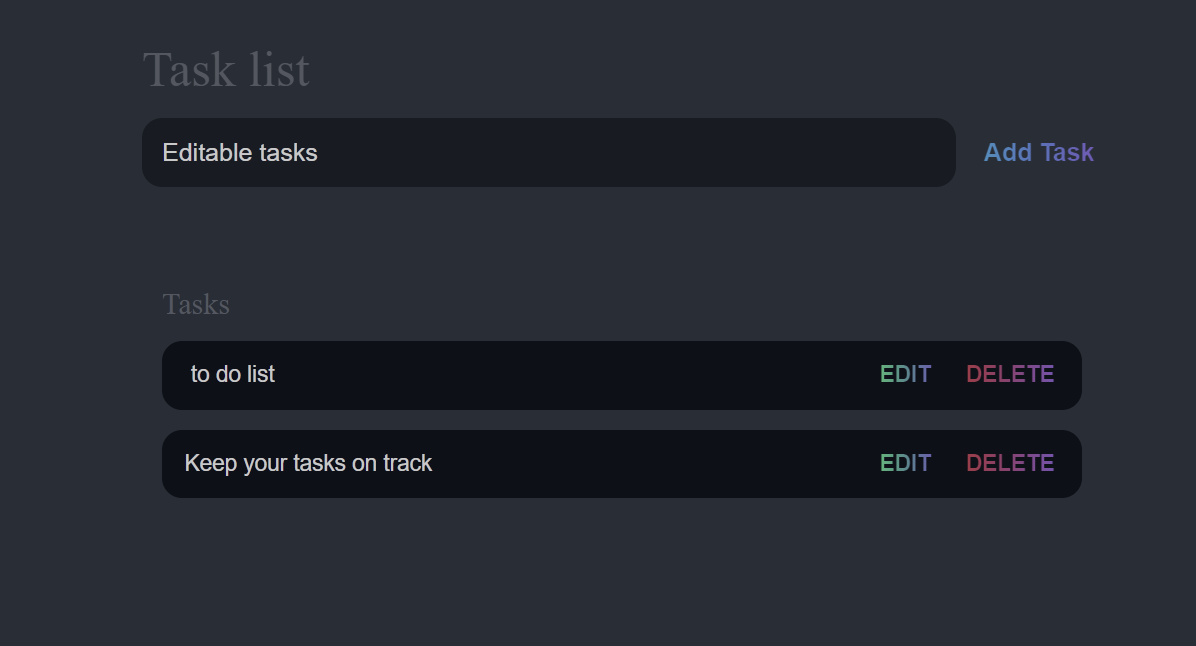 Task list
Editable tasks Add Task
Tasks
to do list EDIT DELETE
Keep your tasks on track EDIT DELETE